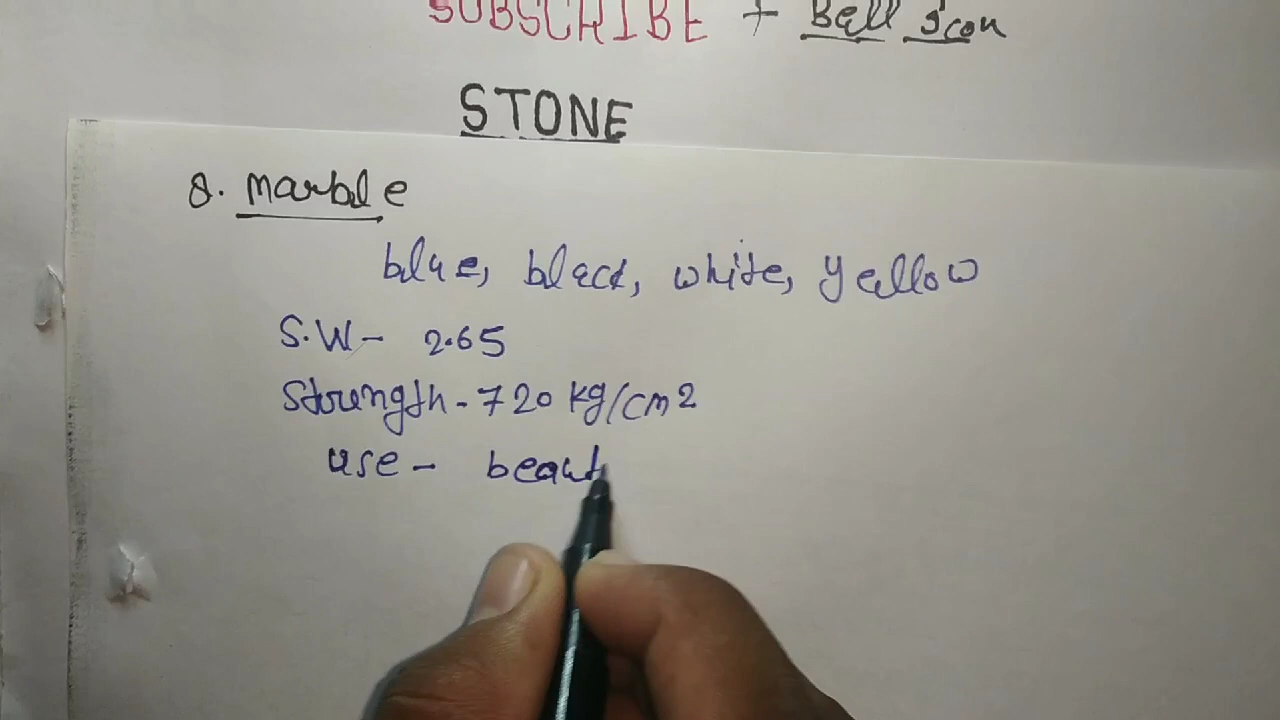 SUBSCRIBE + Bell Icon
STONE
8. Marble
blue, black, white, yellow
S.W - 2.65
Strength - 720 kg/cm2
use - beaut